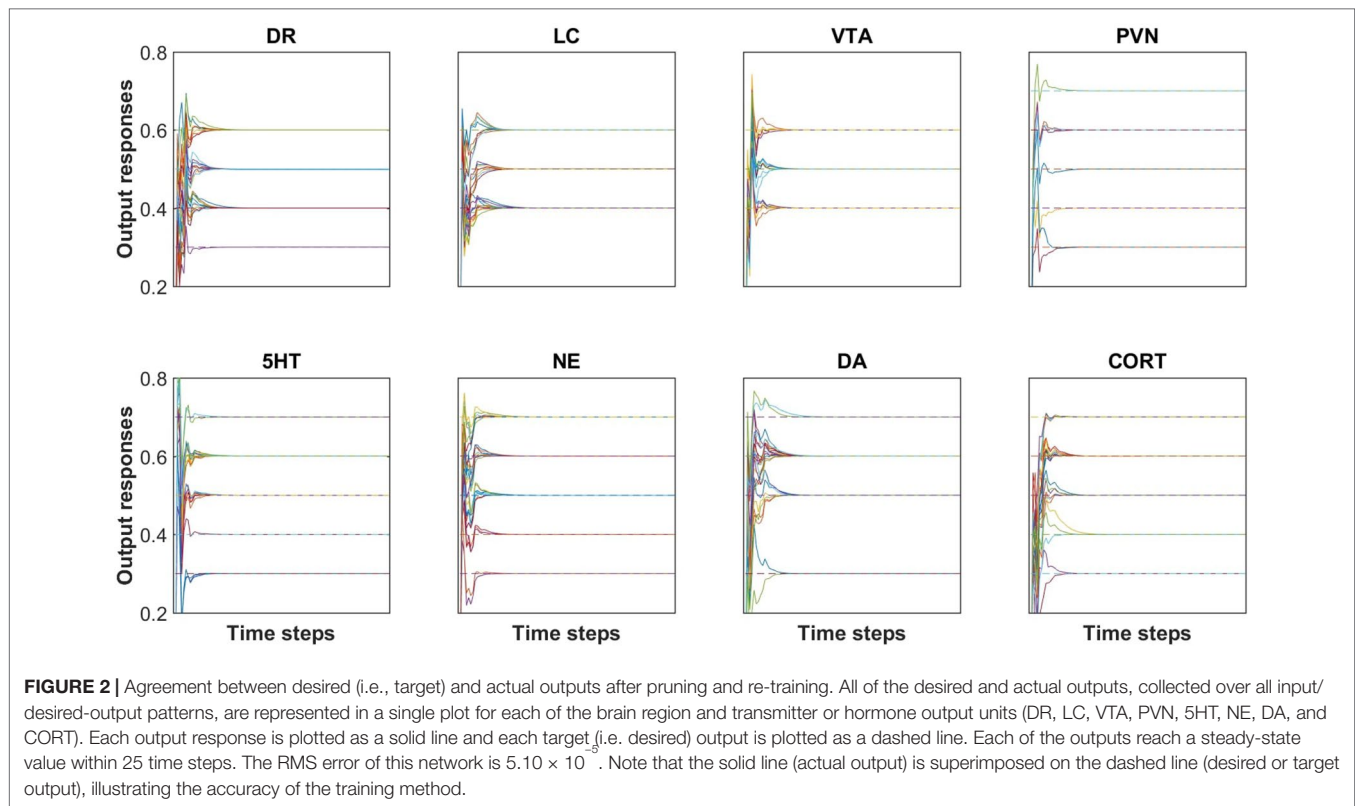 DR
LC
VTA
PVN
0.8
0.6
0.4
0.2
Output responses
5HT
NE
DA
CORT
0.8
0.6
0.4
0.2
Output responses
Time steps
Time steps
Time steps
Time steps
FIGURE 2 | Agreement between desired (i.e., target) and actual outputs after pruning and re-training. All of the desired and actual outputs, collected over all input/
desired-output patterns, are represented in a single plot for each of the brain region and transmitter or hormone output units (DR, LC, VTA, PVN, 5HT, NE, DA, and
CORT). Each output response is plotted as a solid line and each target (i.e. desired) output is plotted as a dashed line. Each of the outputs reach a steady-state
value within 25 time steps. The RMS error of this network is 5.10 × 10⁻⁵. Note that the solid line (actual output) is superimposed on the dashed line (desired or target
output), illustrating the accuracy of the training method.